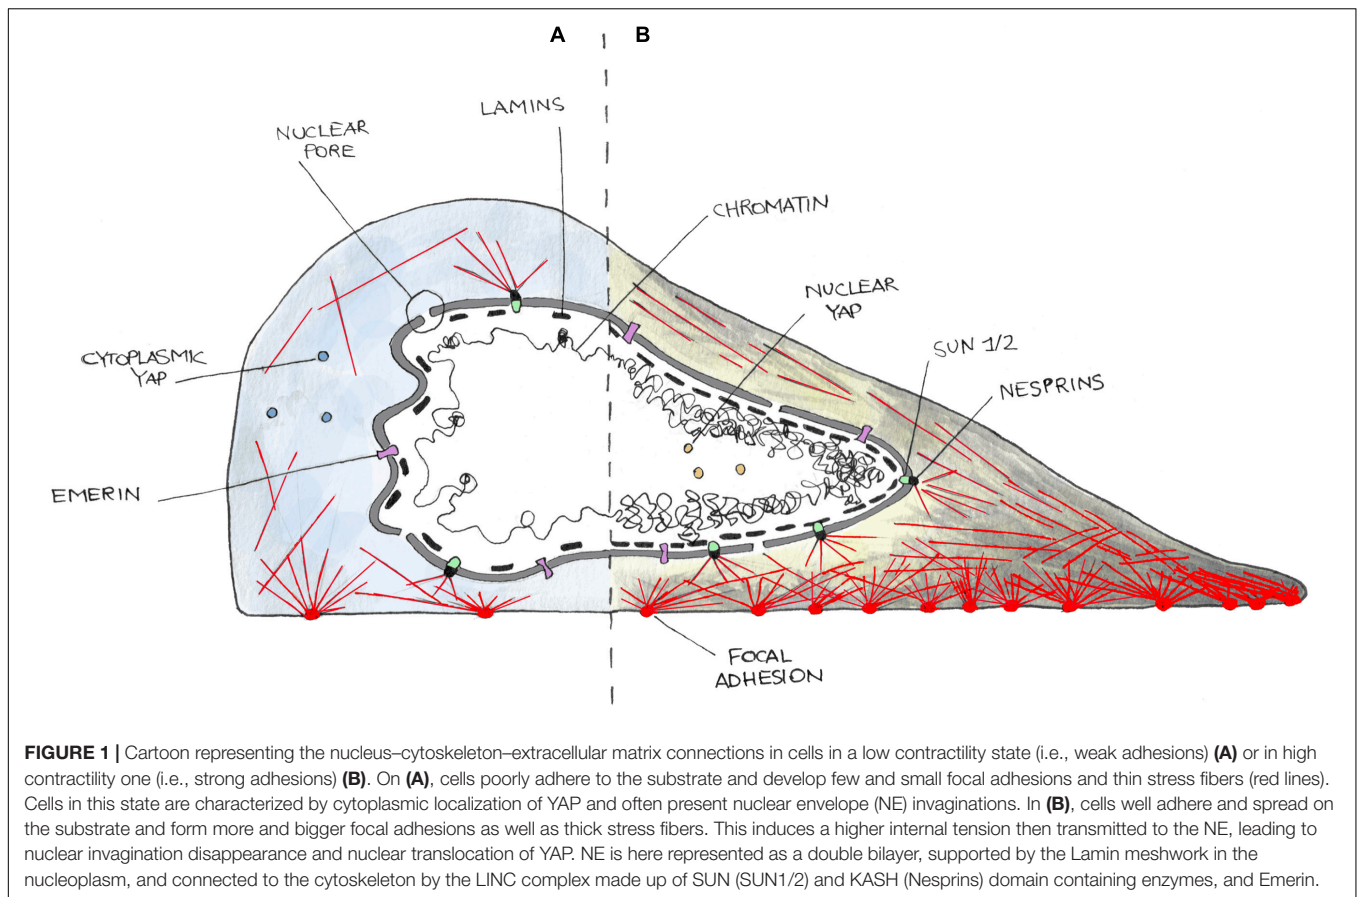 A
B
LAMINS
NUCLEAR
PORE
CHROMATIN
NUCLEAR
YAP
CYTOPLASMIC
YAP
SUN 1/2
NESPRINS
EMERIN
FOCAL
ADHESION
FIGURE 1 | Cartoon representing the nucleus–cytoskeleton–extracellular matrix connections in cells in a low contractility state (i.e., weak adhesions) (A) or in high
contractility one (i.e., strong adhesions) (B). On (A), cells poorly adhere to the substrate and develop few and small focal adhesions and thin stress fibers (red lines).
Cells in this state are characterized by cytoplasmic localization of YAP and often present nuclear envelope (NE) invaginations. In (B), cells well adhere and spread on
the substrate and form more and bigger focal adhesions as well as thick stress fibers. This induces a higher internal tension then transmitted to the NE, leading to
nuclear invagination disappearance and nuclear translocation of YAP. NE is here represented as a double bilayer, supported by the Lamin meshwork in the
nucleoplasm, and connected to the cytoskeleton by the LINC complex made up of SUN (SUN1/2) and KASH (Nesprins) domain containing enzymes, and Emerin.